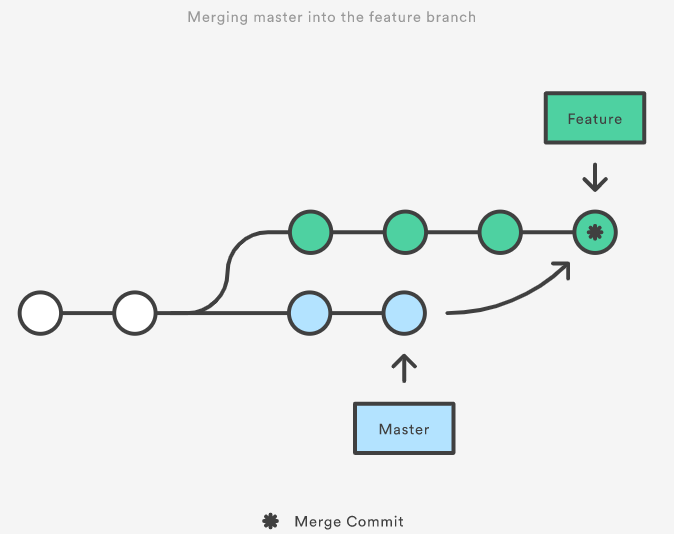 Merging master into the feature branch
Feature
Master
Merge Commit